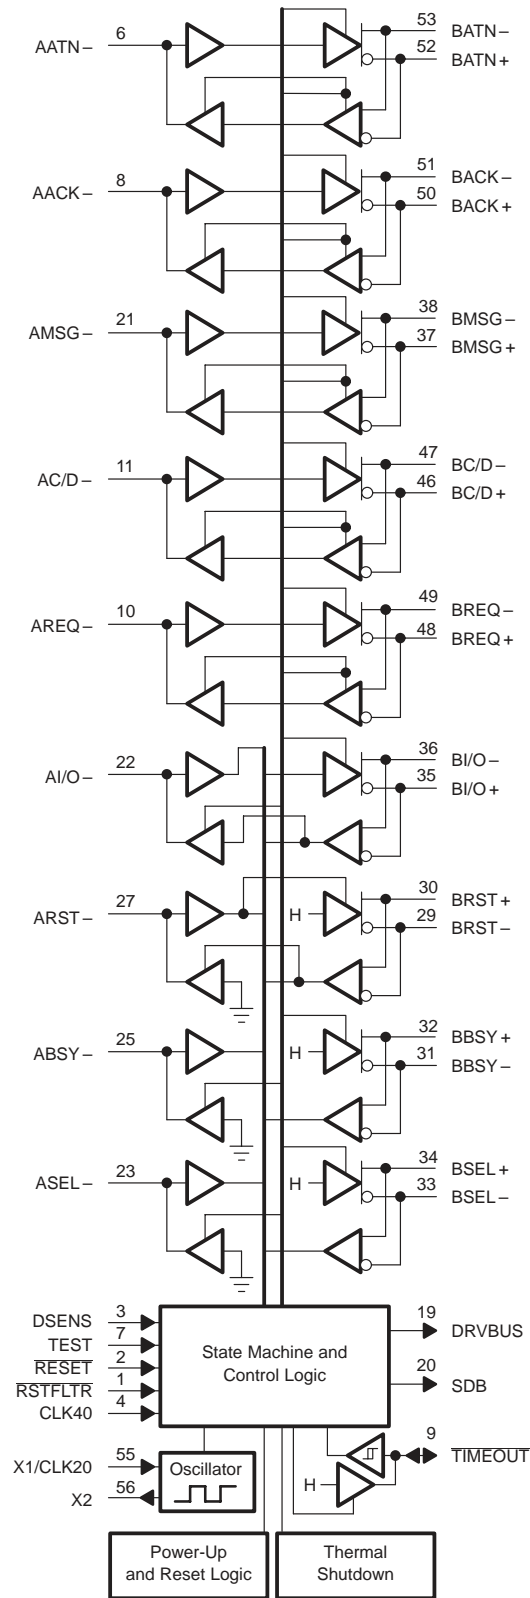 AATN– 6 53 BATN–
52 BATN+
AACK– 8 51 BACK–
50 BACK+
AMSG– 21 38 BMSG–
37 BMSG+
AC/D– 11 47 BC/D–
46 BC/D+
AREQ– 10 49 BREQ–
48 BREQ+
AI/O– 22 36 BI/O–
35 BI/O+
ARST– 27 H 30 BRST+
29 BRST–
ABSY– 25 H 32 BBSY+
31 BBSY–
ASEL– 23 H 34 BSEL+
33 BSEL–
DSENS 3
TEST 7
RESET 2
RSTFLTR 1
CLK40 4
State Machine and
Control Logic
19 DRVBUS
20 SDB
9 TIMEOUT
H
X1/CLK20 55
X2 56
Oscillator
Power-Up
and Reset Logic
Thermal
Shutdown